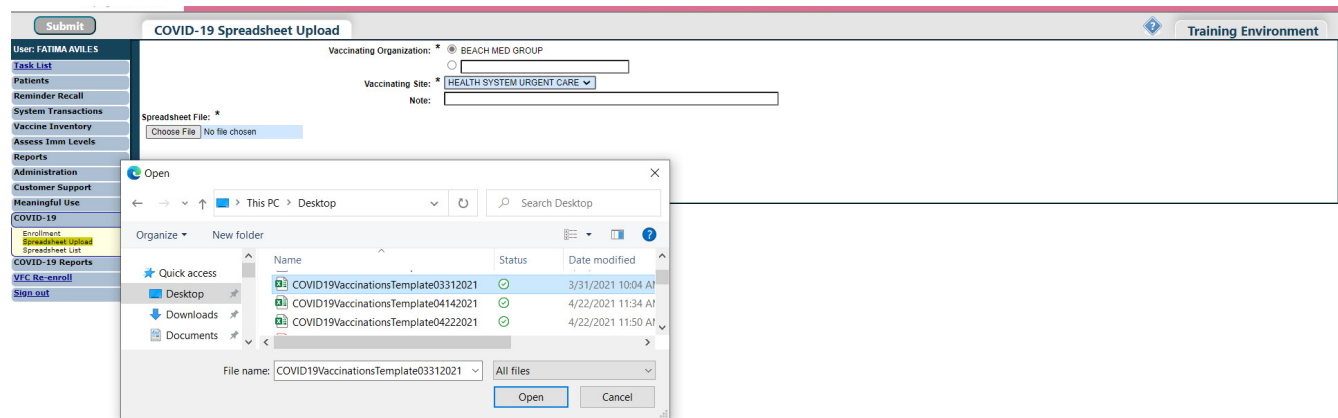 Submit
COVID-19 Spreadsheet Upload
Training Environment
User: FATIMA AVILES
Task List
Patients
Reminder Recall
System Transactions
Vaccine Inventory
Assess Imm Levels
Reports
Administration
Customer Support
Meaningful Use
COVID-19
Enrollment
Spreadsheet Upload
Spreadsheet List
COVID-19 Reports
VFC Re-enroll
Sign out
Vaccinating Organization: * BEACH MED GROUP
Vaccinating Site: * HEALTH SYSTEM URGENT CARE
Note:
Spreadsheet File: *
Choose File No file chosen
Open
This PC > Desktop
Search Desktop
Organize New folder
Quick access
Desktop
Downloads
Documents
Name Status Date modified
COVID19VaccinationsTemplate03312021 3/31/2021 10:04 AM
COVID19VaccinationsTemplate04142021 4/22/2021 11:34 AM
COVID19VaccinationsTemplate04222021 4/22/2021 11:50 AM
File name: COVID19VaccinationsTemplate03312021 All files
Open Cancel